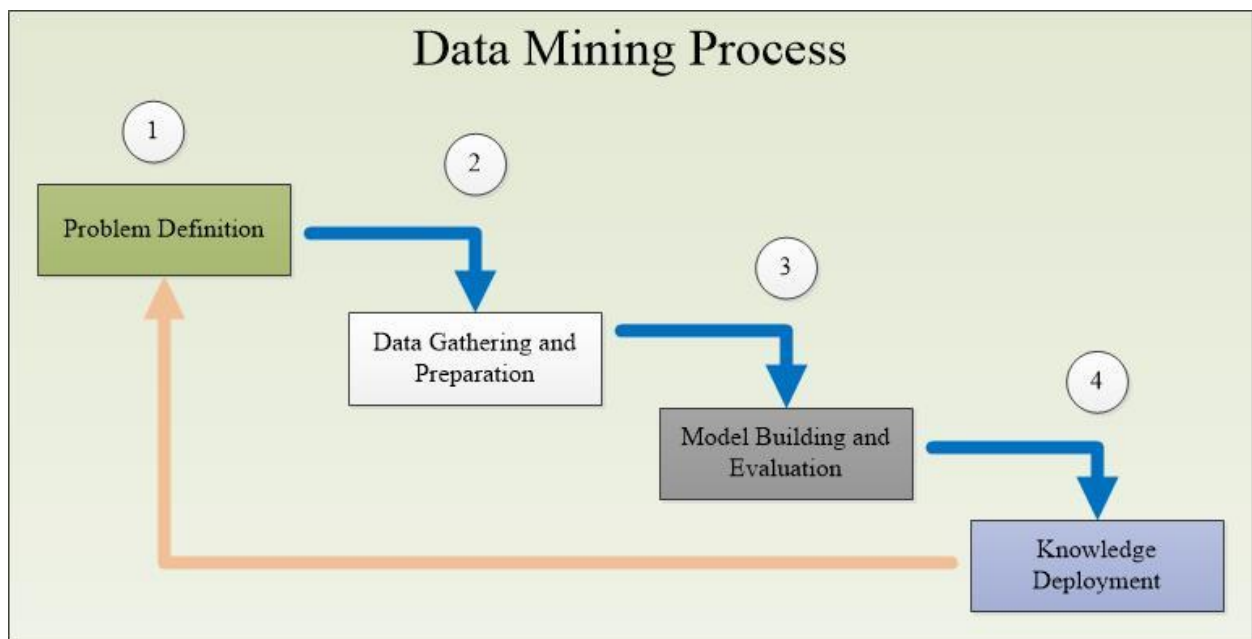 Data Mining Process
1
Problem Definition
2
Data Gathering and
Preparation
3
Model Building and
Evaluation
4
Knowledge
Deployment